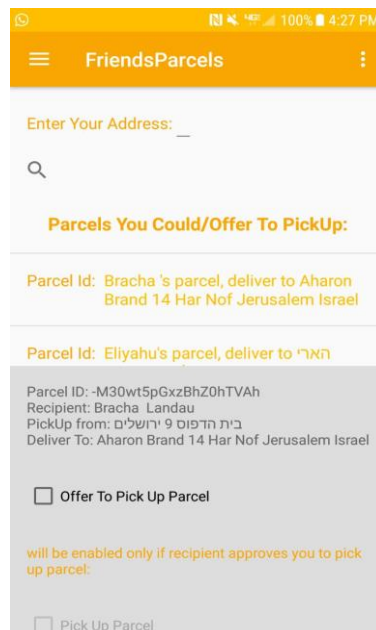 100% 4:27 PM
FriendsParcels
Enter Your Address:
Parcels You Could/Offer To PickUp:
Parcel Id: Bracha 's parcel, deliver to Aharon
Brand 14 Har Nof Jerusalem Israel
Parcel Id: Eliyahu's parcel, deliver to הארי
Parcel ID: -M30wt5pGxzBhZ0hTVAh
Recipient: Bracha Landau
PickUp from: בית הדפוס 9 ירושלים
Deliver To: Aharon Brand 14 Har Nof Jerusalem Israel
Offer To Pick Up Parcel
will be enabled only if recipient approves you to pick
up parcel:
Pick Up Parcel